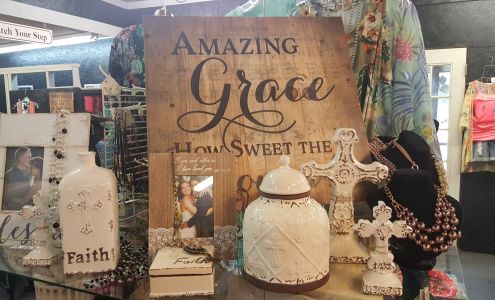 tch Your Step
AMAZING
Grace
HOW SWEET THE
Faith
Faith